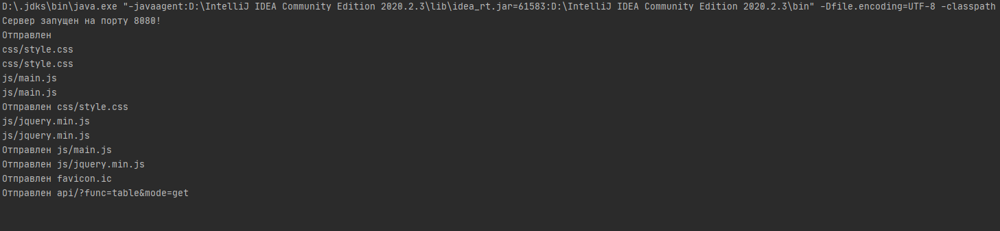 D:\.jdks\bin\java.exe "-javaagent:D:\IntelliJ IDEA Community Edition 2020.2.3\lib\idea_rt.jar=61583:D:\IntelliJ IDEA Community Edition 2020.2.3\bin" -Dfile.encoding=UTF-8 -classpath
Сервер запущен на порту 8080!
Отправлен
css/style.css
css/style.css
js/main.js
js/main.js
Отправлен css/style.css
js/jquery.min.js
js/jquery.min.js
Отправлен js/main.js
Отправлен js/jquery.min.js
Отправлен favicon.ic
Отправлен api/?func=table&mode=get